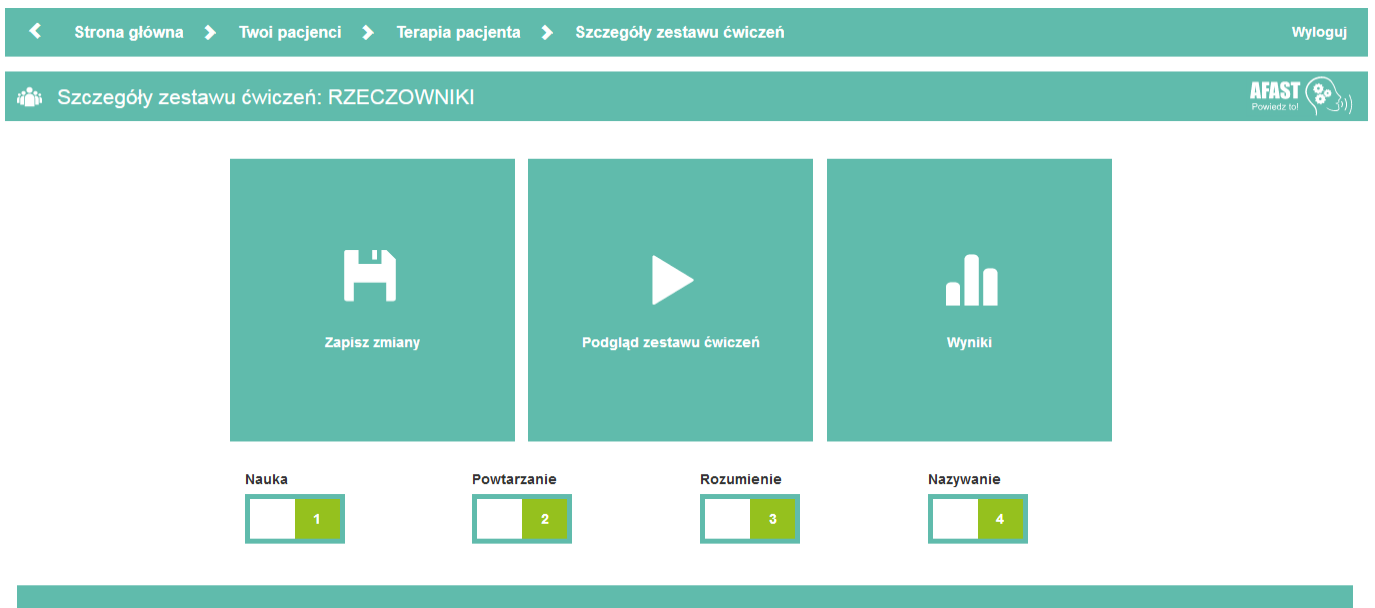 Strona główna Twoi pacjenci Terapia pacjenta Szczegóły zestawu ćwiczeń Wyloguj
Szczegóły zestawu ćwiczeń: RZECZOWNIKI
AFAST
Powiedz to!
Zapisz zmiany Podgląd zestawu ćwiczeń Wyniki
Nauka Powtarzanie Rozumienie Nazywanie
1 2 3 4